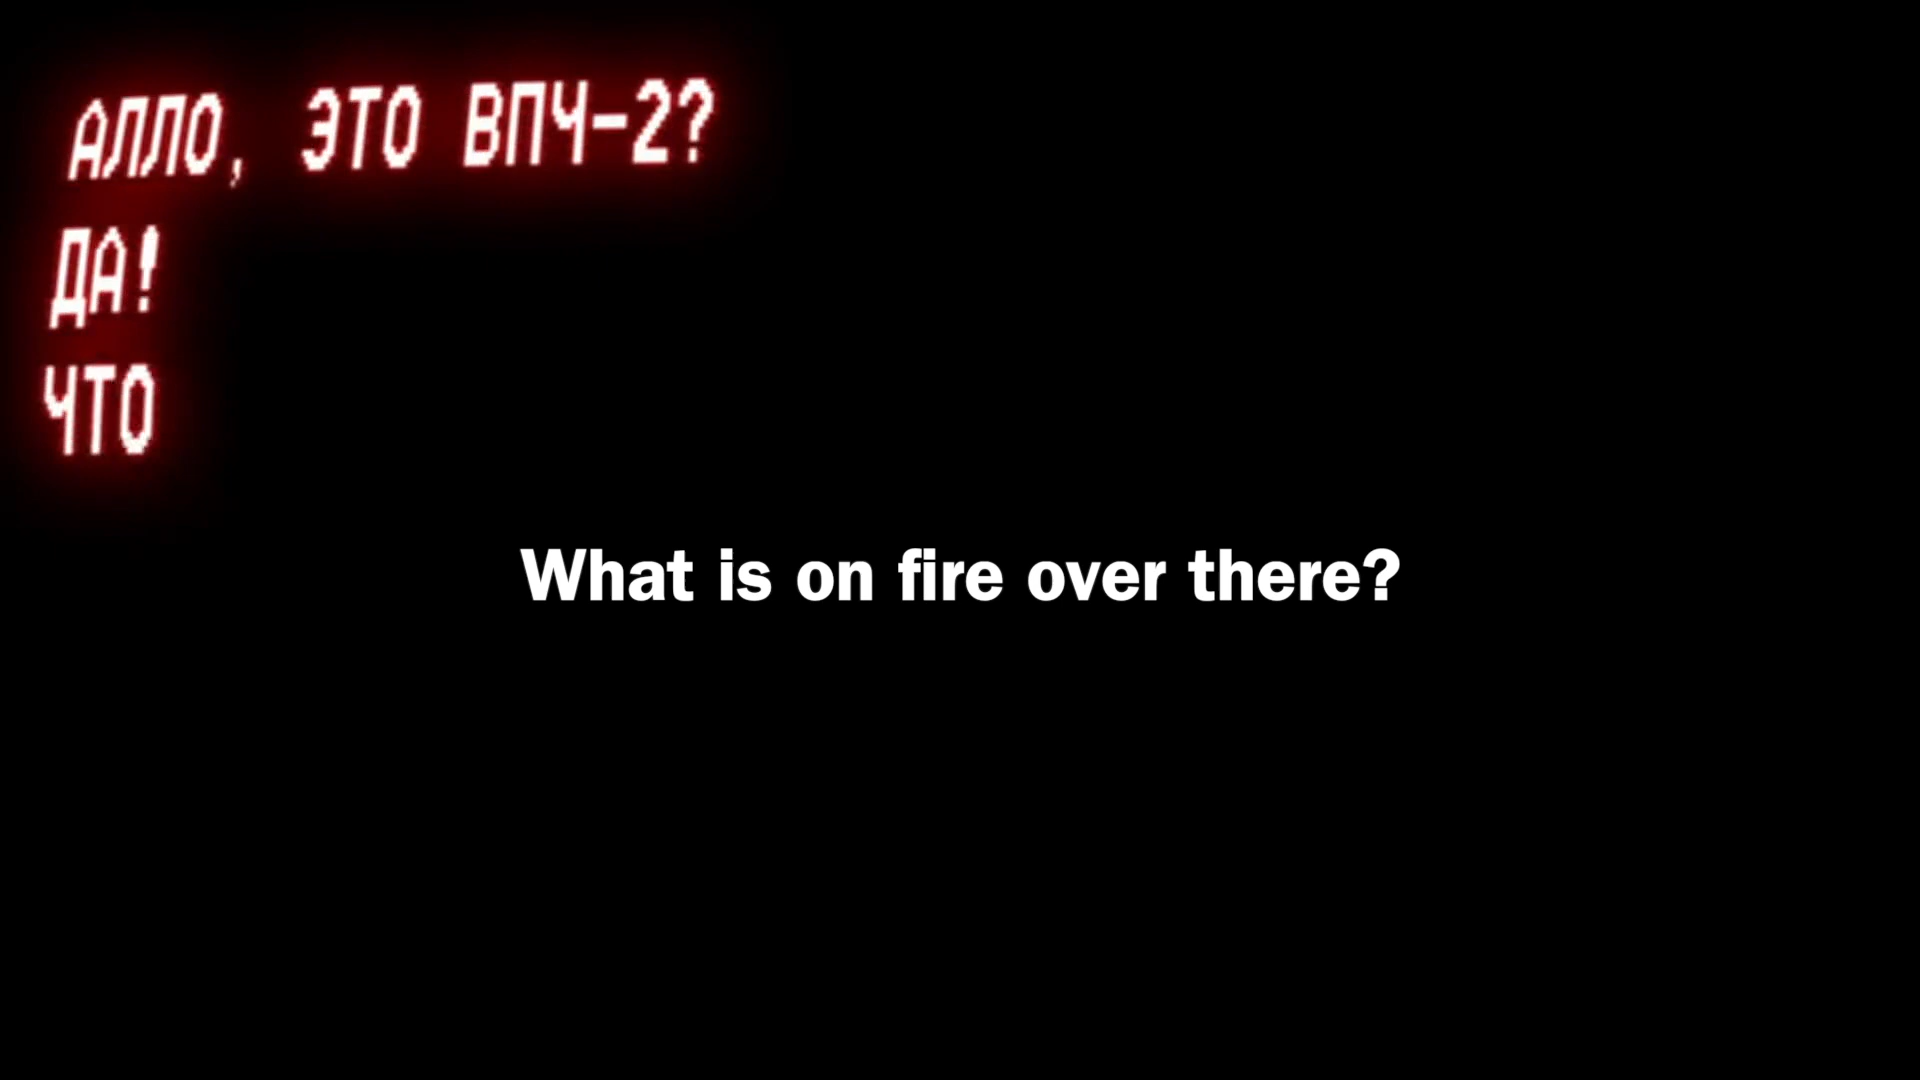 АЛЛО, ЭТО ВПЧ-2?
ДА!
ЧТО
What is on fire over there?